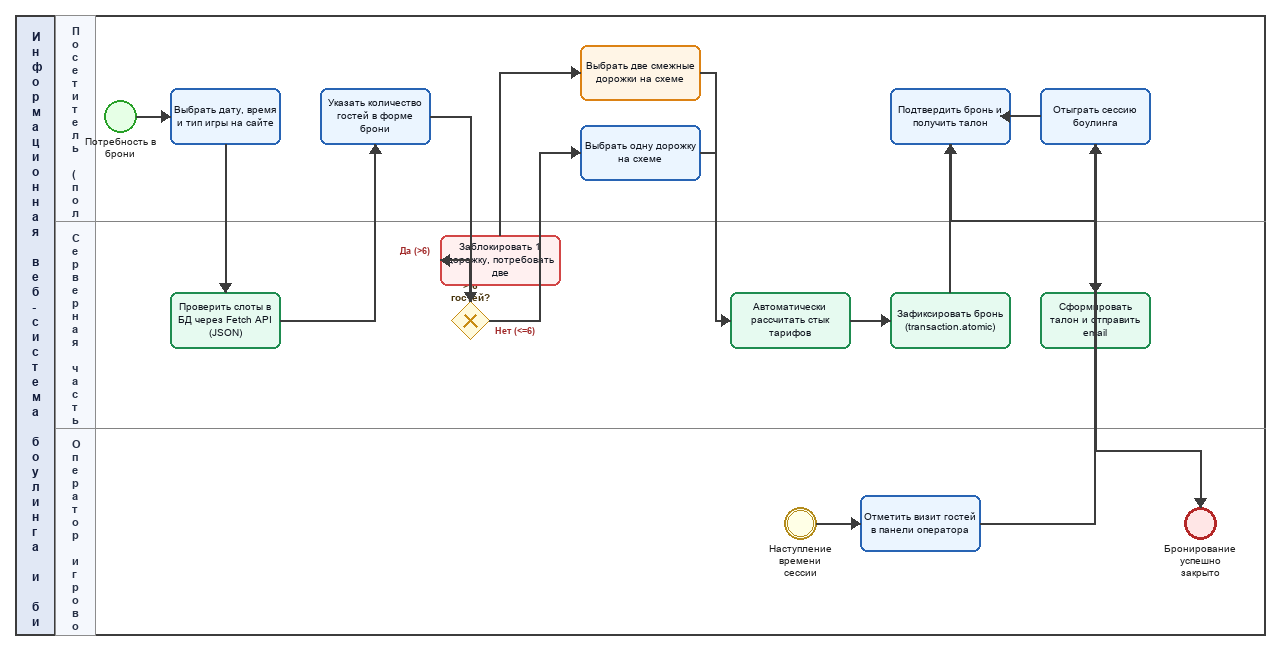 Информационная веб-система боулинга и би
Посетитель (пол
Выбрать две смежные
дорожки на схеме
Выбрать дату, время
и тип игры на сайте
Указать количество
гостей в форме
брони
Подтвердить бронь и
получить талон
Отыграть сессию
боулинга
Потребность в
брони
Выбрать одну дорожку
на схеме
Серверная часть
Да (>6)
Заблокировать 1
дорожку, потребовать
две
гостей?
Нет (<=6)
Проверить слоты в
БД через Fetch API
(JSON)
Автоматически
рассчитать стык
тарифов
Зафиксировать бронь
(transaction.atomic)
Сформировать
талон и отправить
email
Оператор игрово
Отметить визит гостей
в панели оператора
Наступление
времени
сессии
Бронирование
успешно
закрыто